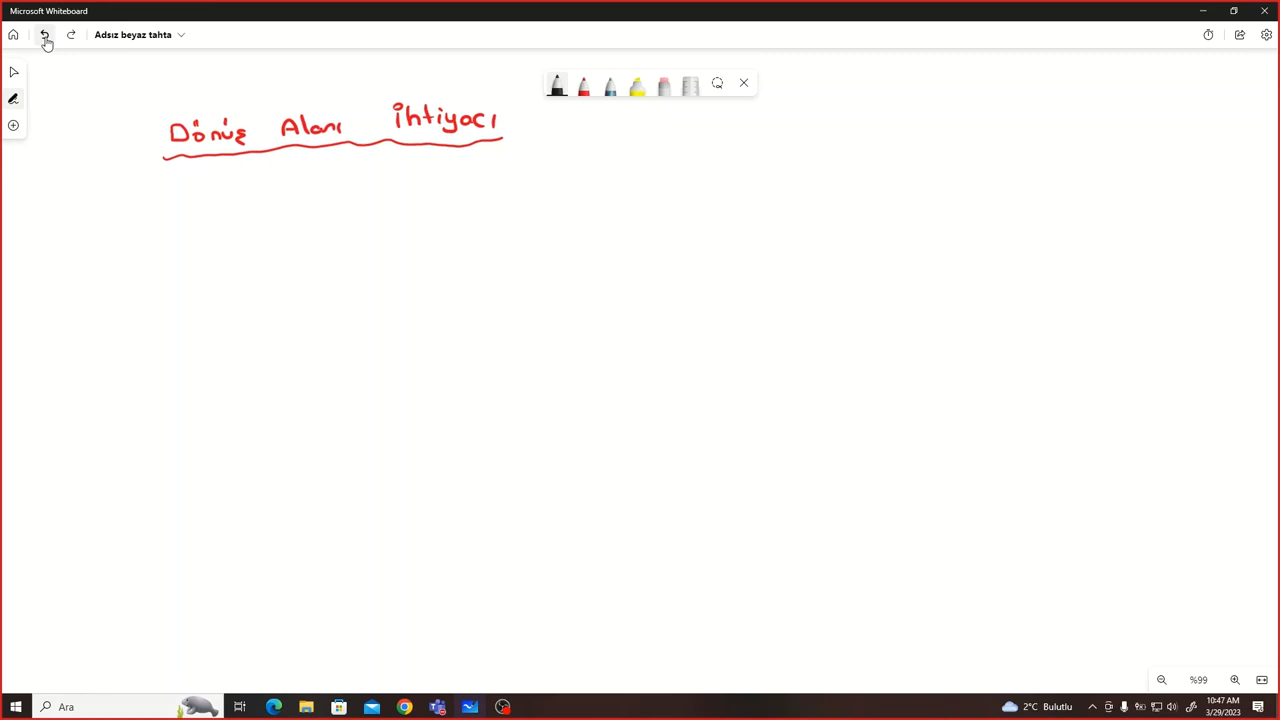 Microsoft Whiteboard
Adsız beyaz tahta
Dönüş Alanı İhtiyacı
%99
Ara
2°C Bulutlu
10:47 AM
3/29/2023